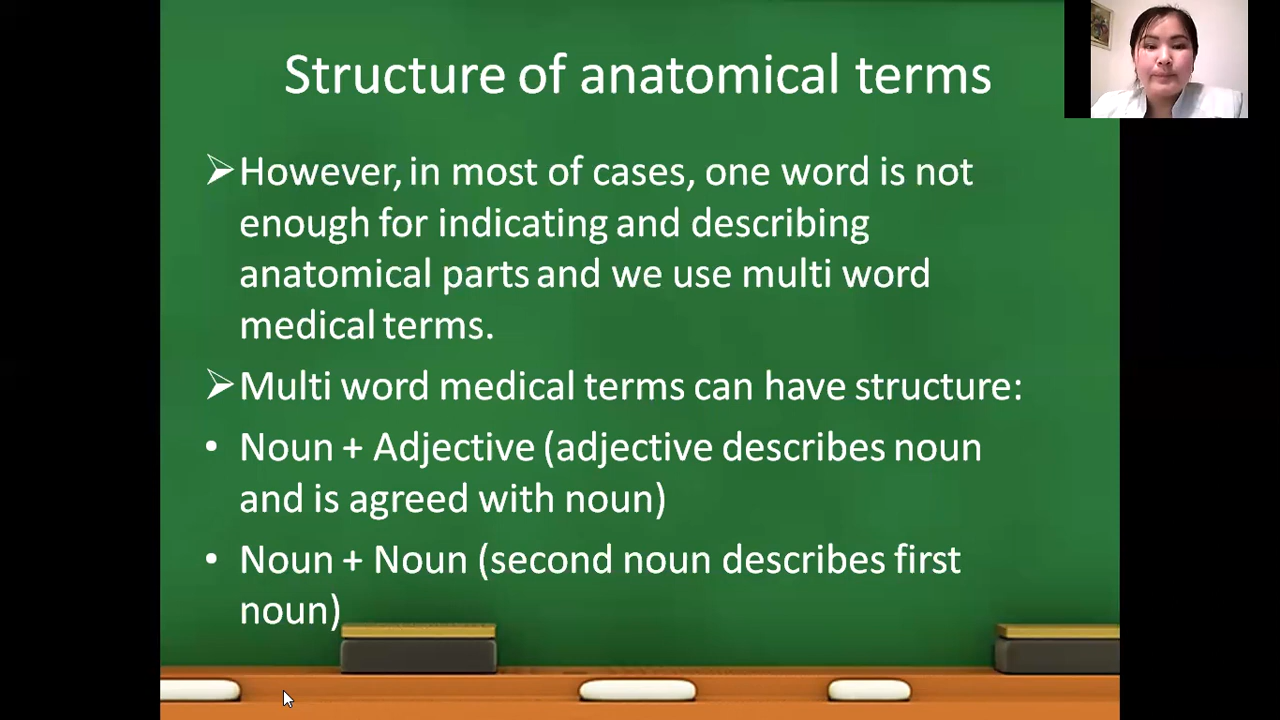 Structure of anatomical terms
➢However, in most of cases, one word is not
enough for indicating and describing
anatomical parts and we use multi word
medical terms.
➢Multi word medical terms can have structure:
• Noun + Adjective (adjective describes noun
and is agreed with noun)
• Noun + Noun (second noun describes first
noun)